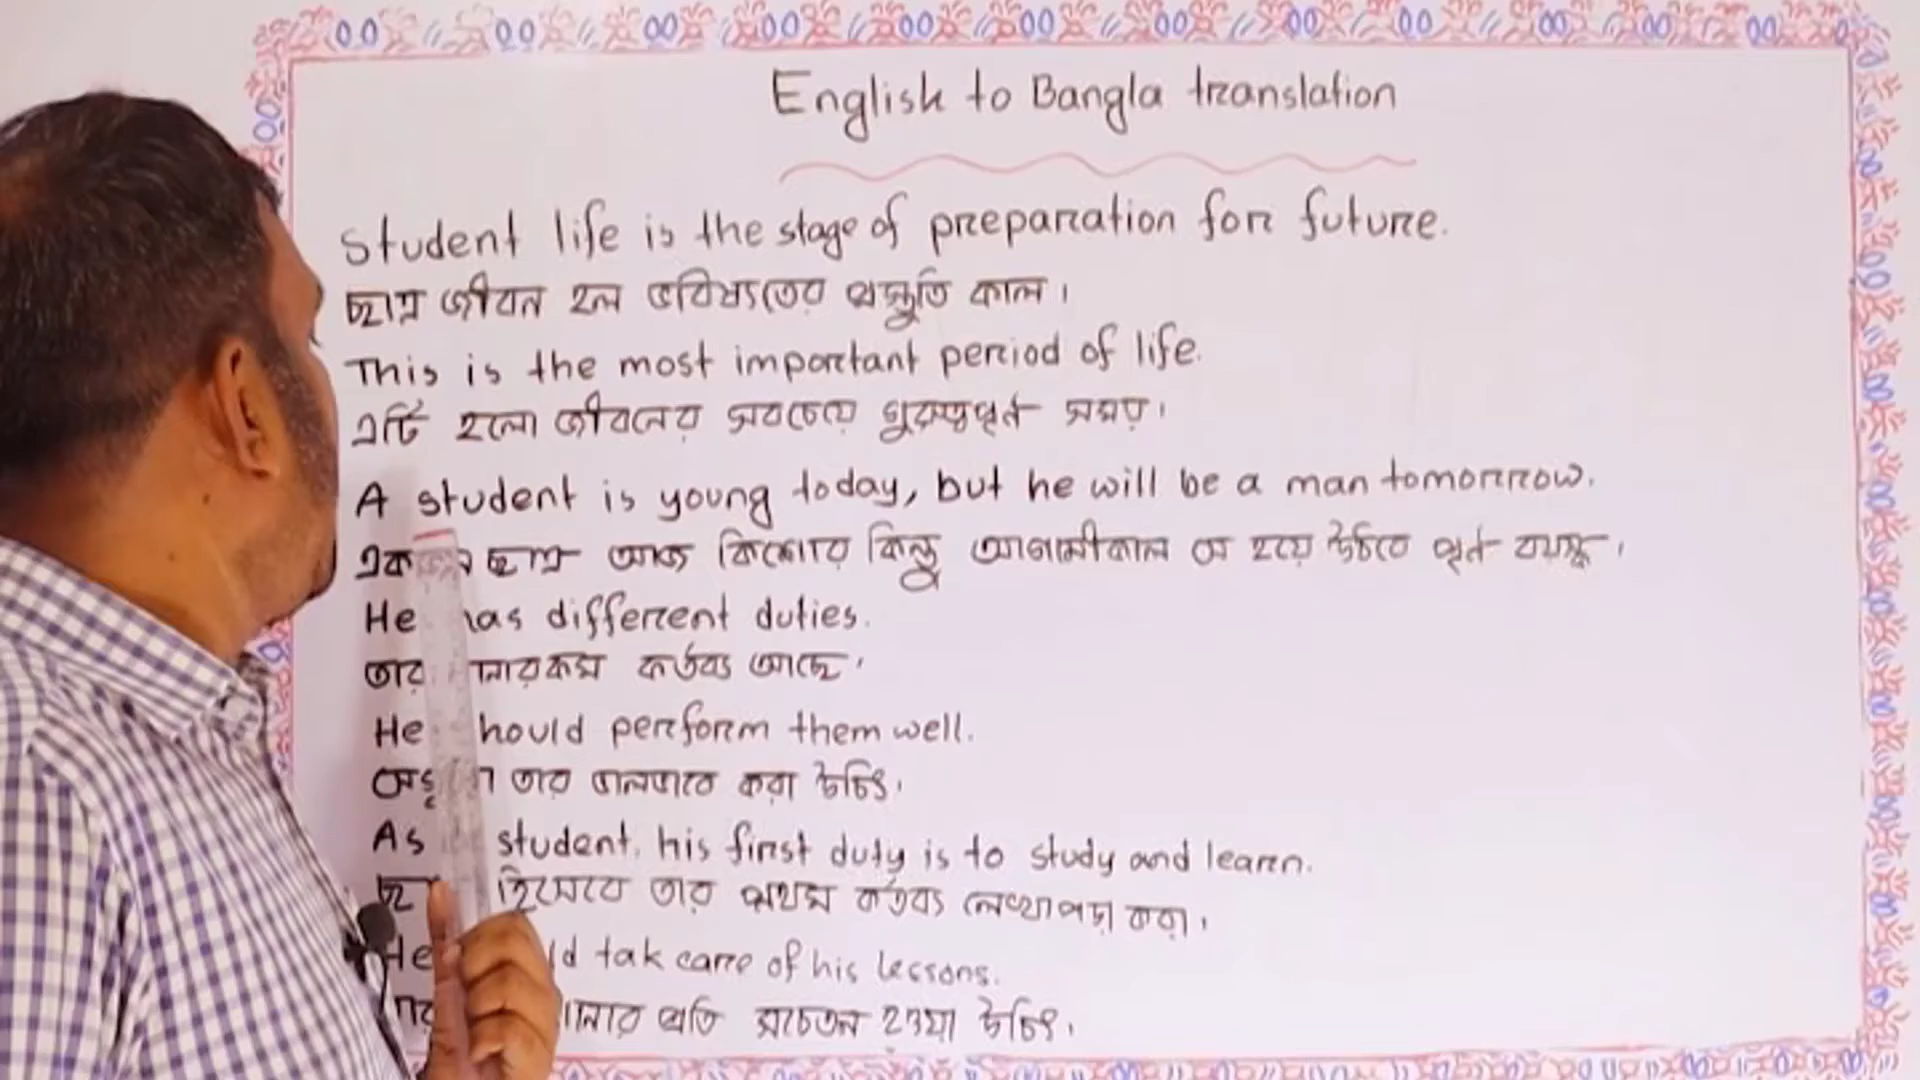 English to Bangla translation
Student life is the stage of preparation for future.
ছাত্র জীবন হল ভবিষ্যতের প্রস্তুতি কাল।
This is the most important period of life.
এটি হলো জীবনের সবচেয়ে গুরুত্বপূর্ণ সময়।
A student is young today, but he will be a man tomorrow.
একজন ছাত্র আজ কিশোর কিন্তু আগামীকাল সে হয়ে উঠবে পূর্ণ বয়স্ক।
He has different duties.
তার নানারকম কর্তব্য আছে।
He should perform them well.
তার ভালভাবে করা উচিৎ।
As student, his first duty is to study and learn.
হিসেবে তার প্রথম কর্তব্য লেখাপড়া করা।
He tak care of his lessons.
প্রতি সচেতন হওয়া উচিৎ।